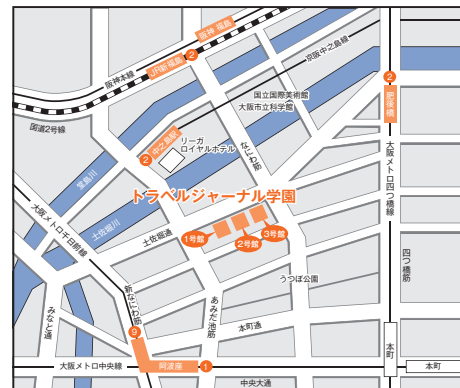 阪神 福島
JR新福島
2
阪神本線
国道2号線
京阪中之島線
国立国際美術館
大阪市立科学館
2
肥後橋
中之島駅
2
リーガ
ロイヤルホテル
なにわ筋
堂島川
土佐堀川
トラベルジャーナル学園
大阪メトロ千日前線
大阪メトロ四つ橋線
土佐堀通
1号館
2号館
3号館
うつぼ公園
四つ橋筋
新なにわ筋
あみだ池筋
みなと通
9
本町通
本町
大阪メトロ中央線
阿波座
1
本町
中央大通